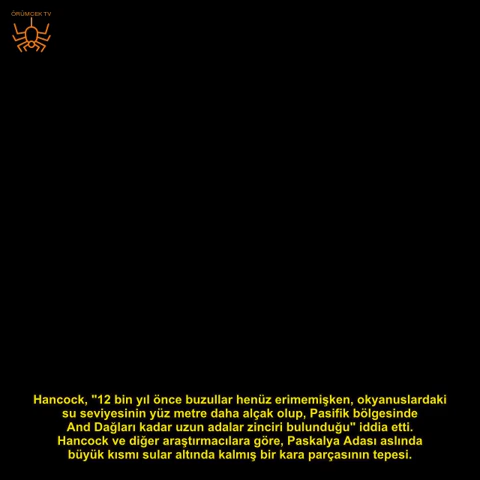 ÖRÜMCEK TV
Hancock, "12 bin yıl önce buzullar henüz erimemişken, okyanuslardaki
su seviyesinin yüz metre daha alçak olup, Pasifik bölgesinde
And Dağları kadar uzun adalar zinciri bulunduğu" iddia etti.
Hancock ve diğer araştırmacılara göre, Paskalya Adası aslında
büyük kısmı sular altında kalmış bir kara parçasının tepesi.